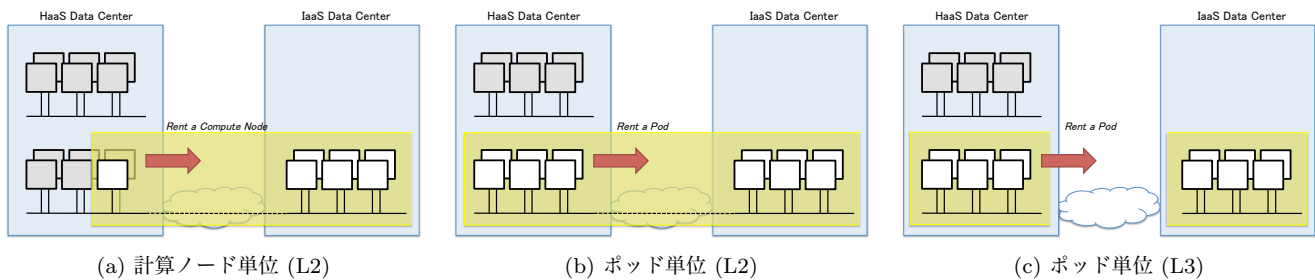 HaaS Data Center
IaaS Data Center
Rent a Compute Node
(a) 計算ノード単位 (L2)
HaaS Data Center
IaaS Data Center
Rent a Pod
(b) ポッド単位 (L2)
HaaS Data Center
IaaS Data Center
Rent a Pod
(c) ポッド単位 (L3)